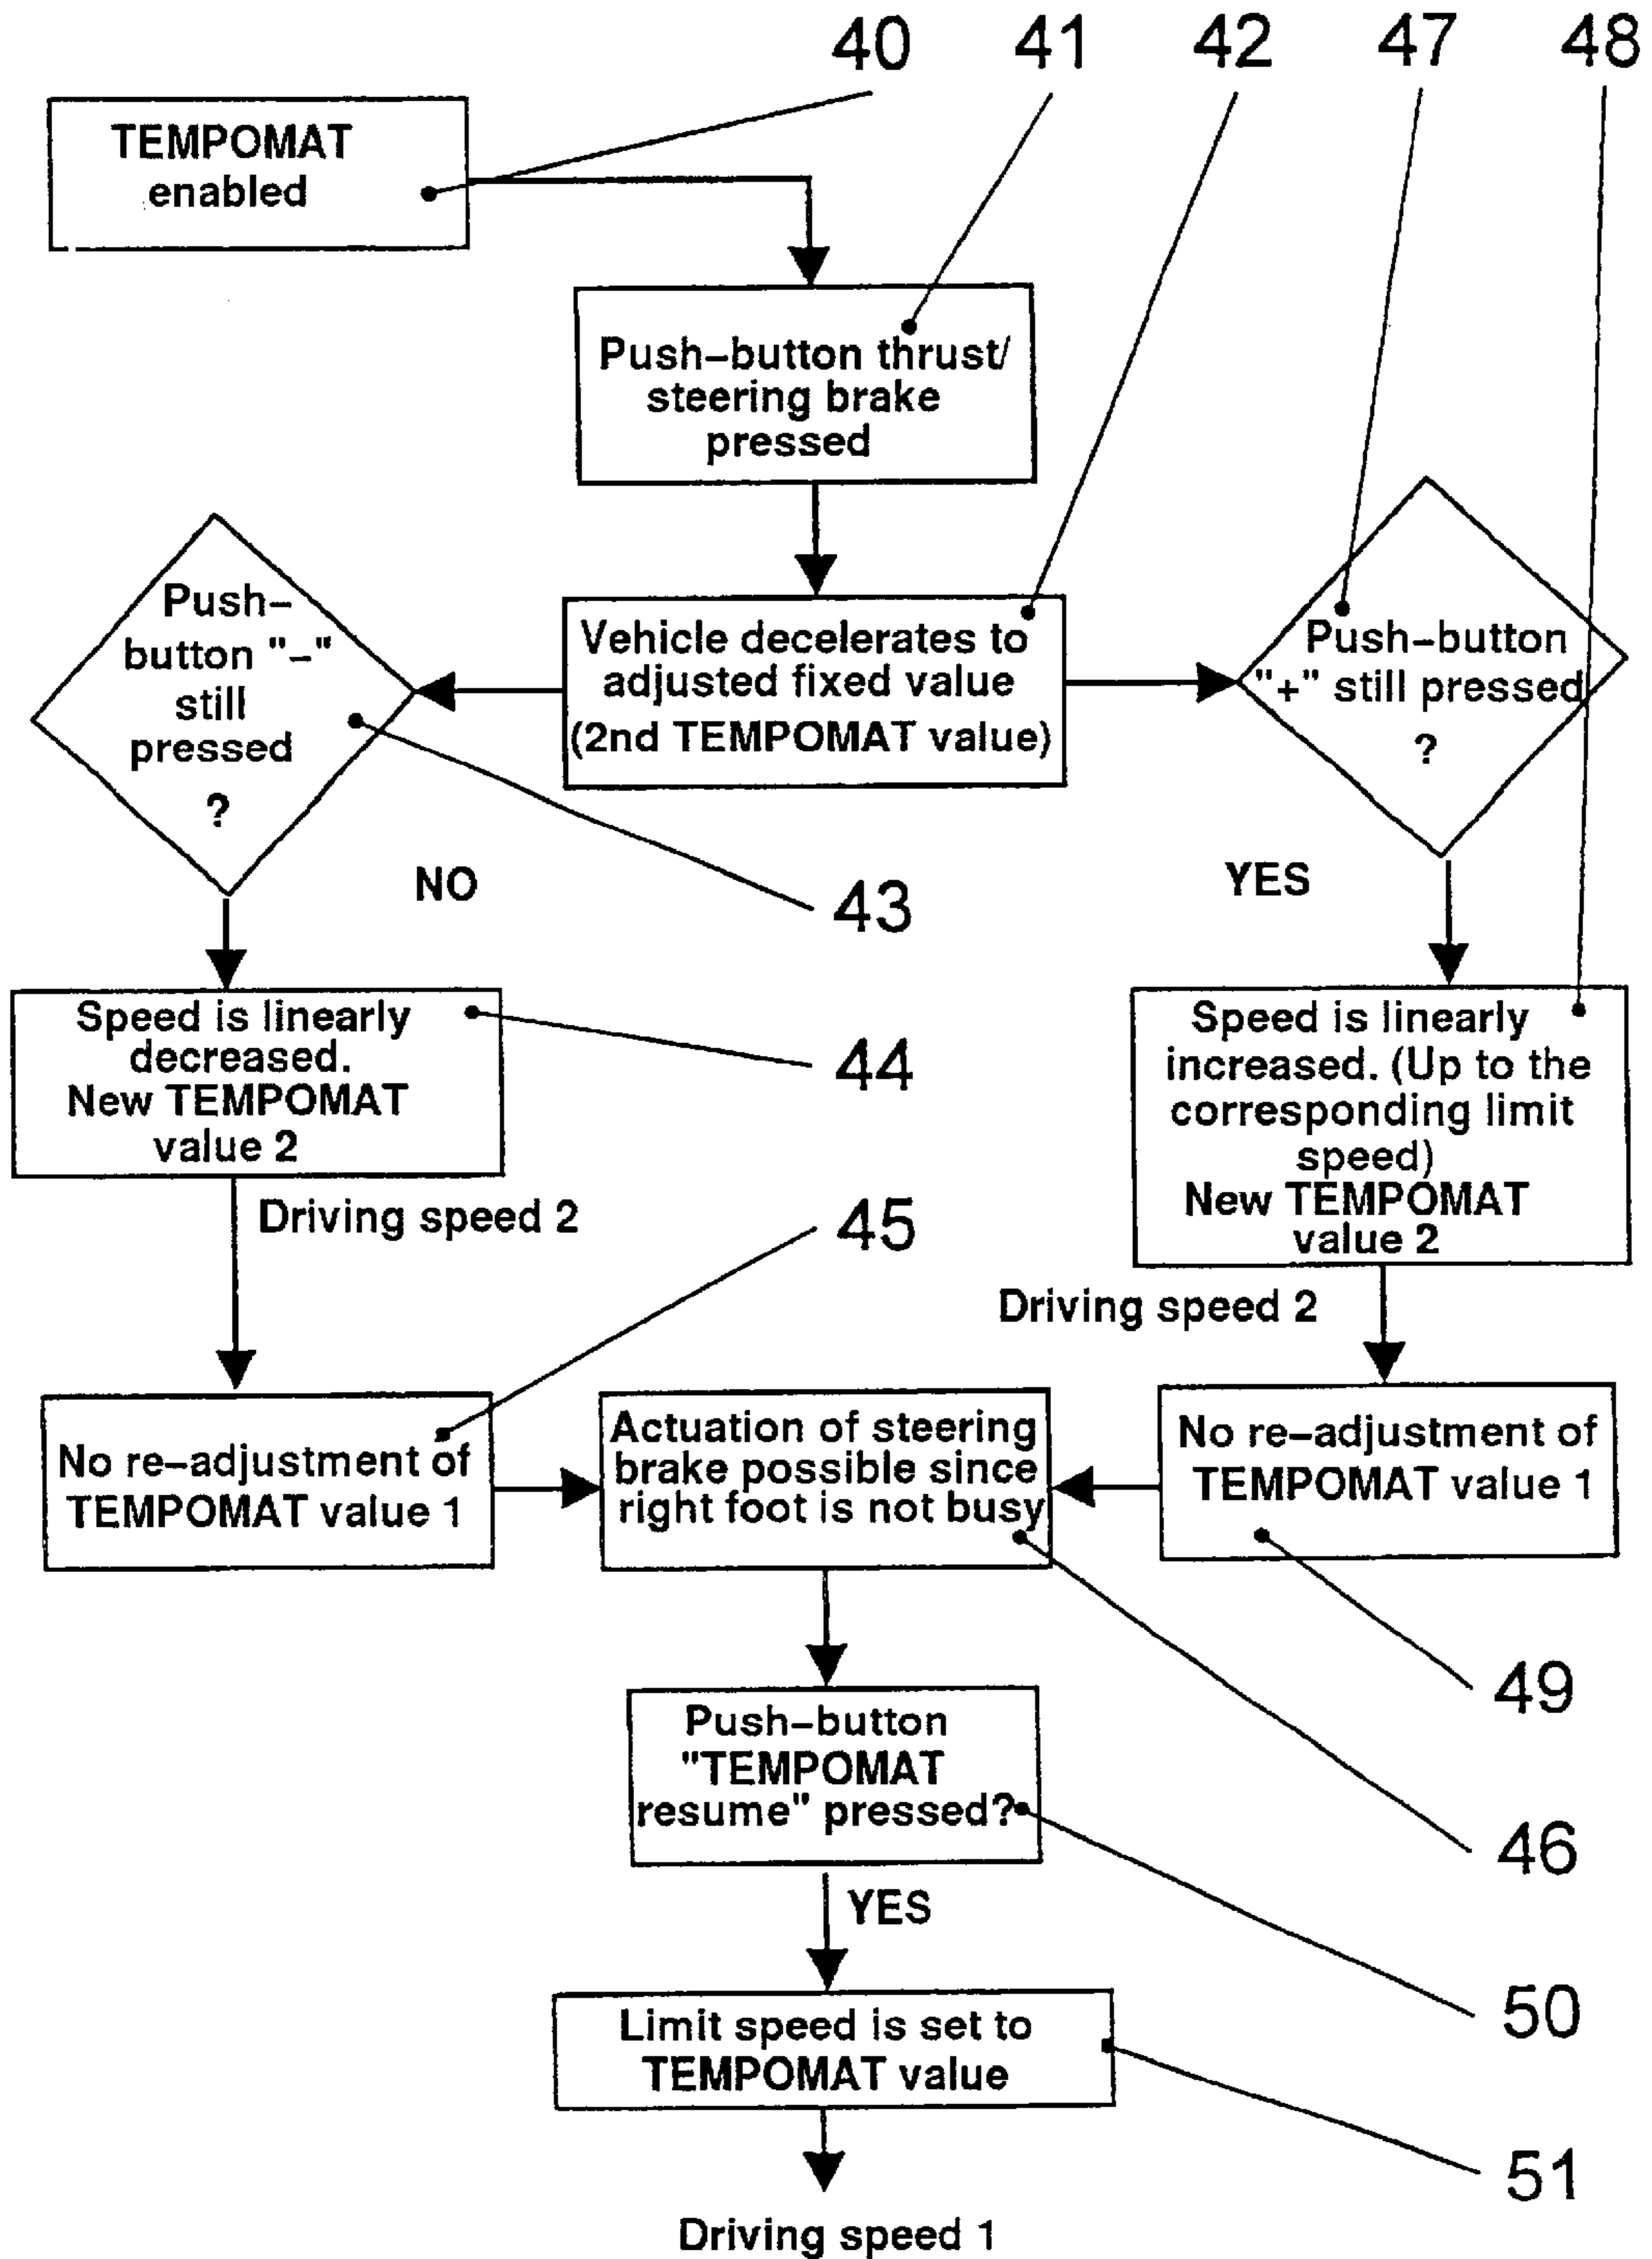 40
41
42
47
48
TEMPOMAT
enabled
Push-button thrust/
steering brake
pressed
Push-
button "-"
still
pressed
?
Vehicle decelerates to
adjusted fixed value
(2nd TEMPOMAT value)
Push-button
"+" still pressed
?
NO
43
YES
Speed is linearly
decreased.
New TEMPOMAT
value 2
44
Speed is linearly
increased. (Up to the
corresponding limit
speed)
New TEMPOMAT
value 2
Driving speed 2
45
Driving speed 2
No re-adjustment of
TEMPOMAT value 1
Actuation of steering
brake possible since
right foot is not busy
No re-adjustment of
TEMPOMAT value 1
49
Push-button
"TEMPOMAT
resume" pressed?
46
YES
50
Limit speed is set to
TEMPOMAT value
51
Driving speed 1